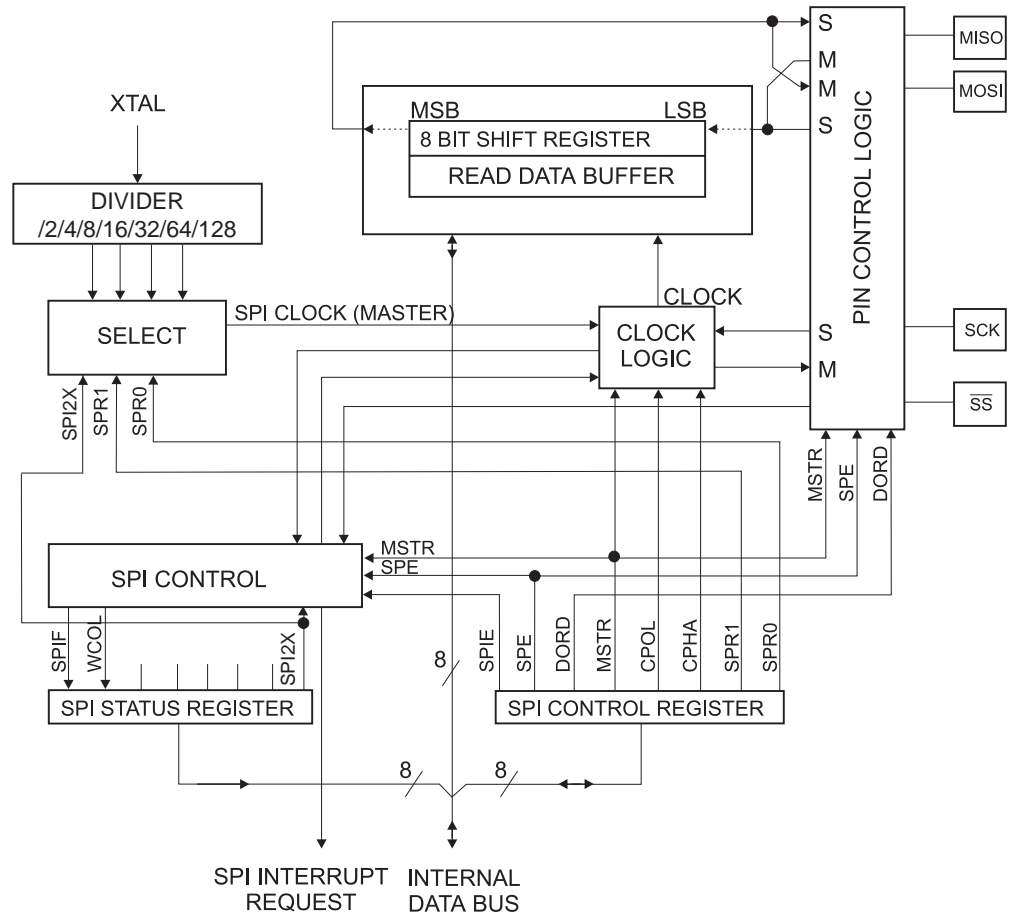 S
MISO
M
XTAL
MSB
LSB
M
MOSI
8 BIT SHIFT REGISTER
S
READ DATA BUFFER
DIVIDER
/2/4/8/16/32/64/128
PIN CONTROL LOGIC
SPI CLOCK (MASTER)
CLOCK
SELECT
CLOCK
LOGIC
S
SCK
M
SPI2X
SPR1
SPR0
SS
MSTR
SPE
DORD
MSTR
SPE
SPI CONTROL
SPIF
WCOL
SPI2X
8
SPIE
SPE
DORD
MSTR
CPOL
CPHA
SPR1
SPR0
SPI STATUS REGISTER
SPI CONTROL REGISTER
8
8
SPI INTERRUPT
REQUEST
INTERNAL
DATA BUS